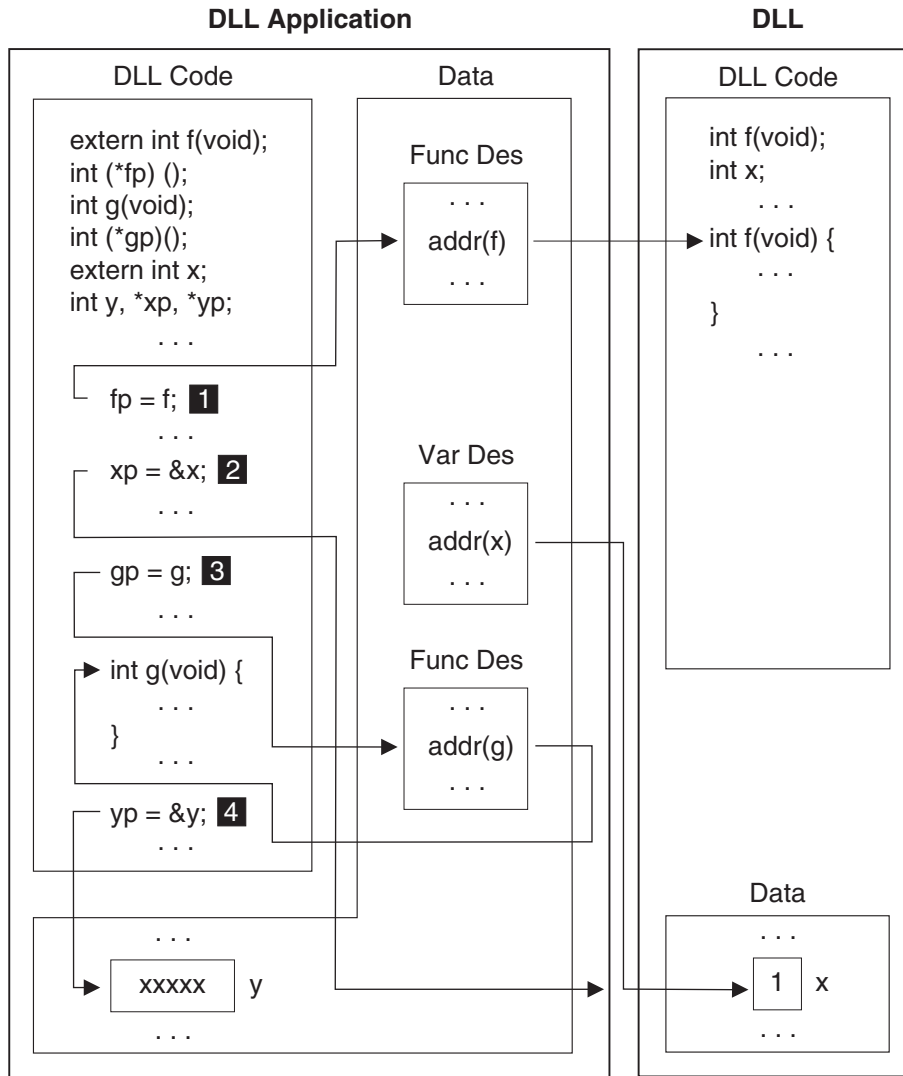 DLL Application
DLL Code
extern int f(void);
int (*fp) ();
int g(void);
int (*gp)();
extern int x;
int y, *xp, *yp;
. . .
fp = f; 1
. . .
xp = &x; 2
. . .
gp = g; 3
. . .
int g(void) {
. . .
}
. . .
yp = &y; 4
. . .
Data
Func Des
. . .
addr(f)
. . .
Var Des
. . .
addr(x)
. . .
Func Des
. . .
addr(g)
. . .
. . .
xxxxx y
. . .
DLL
DLL Code
int f(void);
int x;
. . .
int f(void) {
. . .
}
. . .
Data
. . .
1 x
. . .